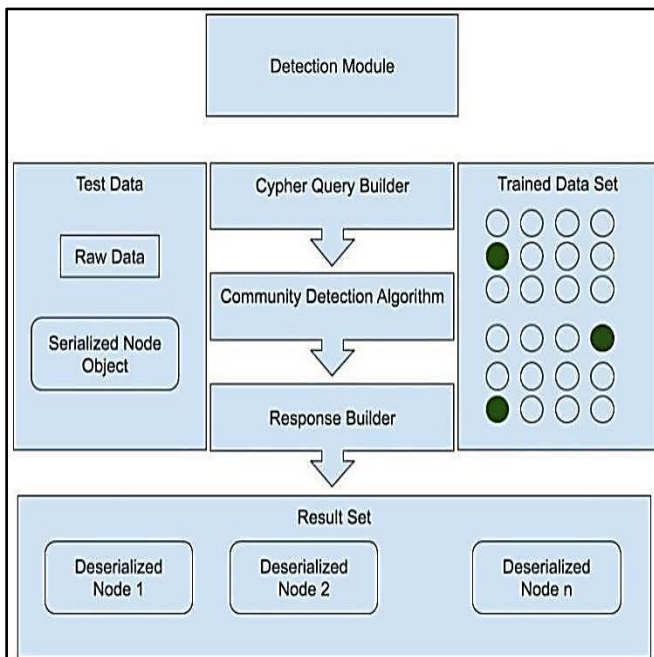 Detection Module
Test Data
Raw Data
Serialized Node
Object
Cypher Query Builder
Community Detection Algorithm
Response Builder
Trained Data Set
Result Set
Deserialized
Node 1
Deserialized
Node 2
Deserialized
Node n